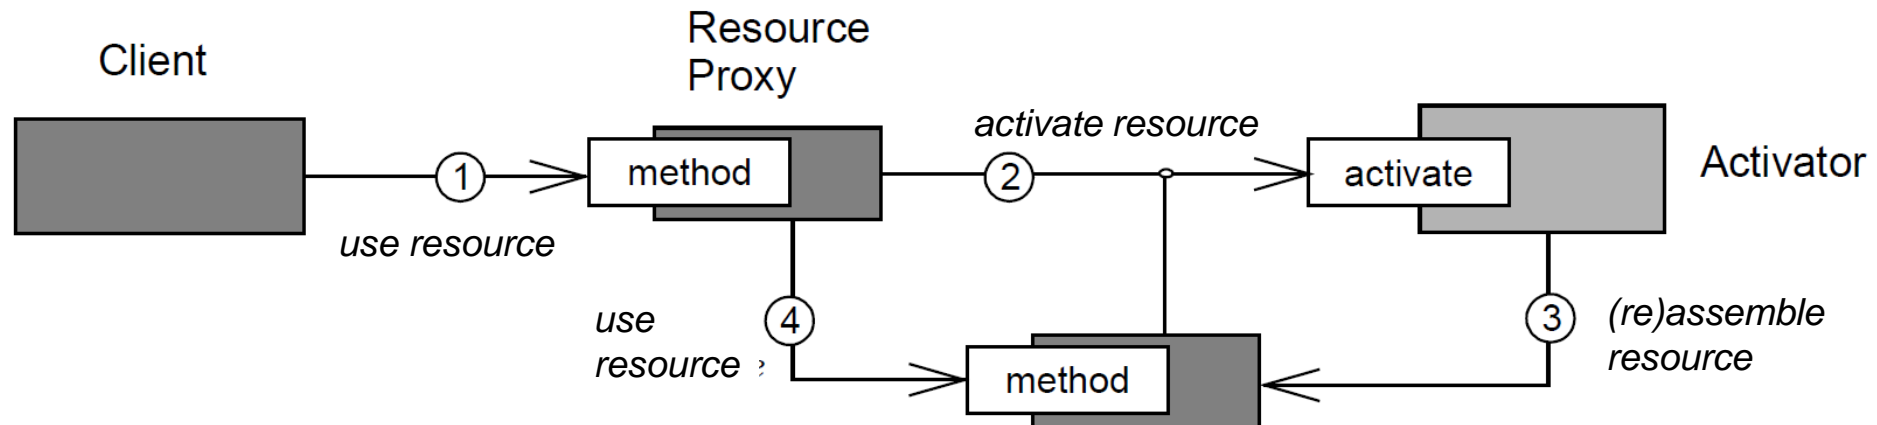 Client
Resource
Proxy
activate resource
Activator
1
method
2
activate
use resource
use
resource
4
3
(re)assemble
resource
method